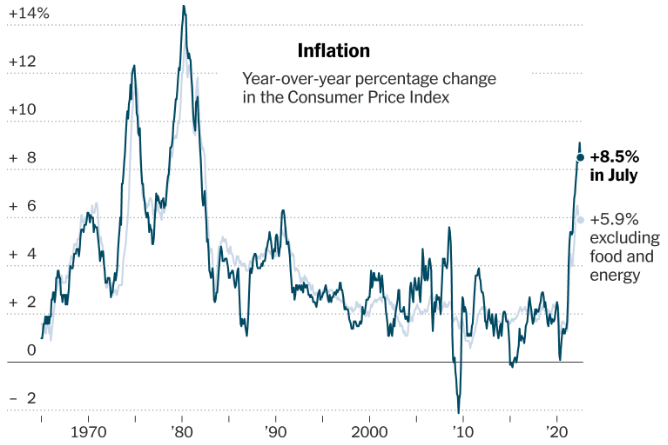 +14%
Inflation
Year-over-year percentage change
in the Consumer Price Index
+12
+10
+ 8
+ 6
+ 4
+ 2
0
– 2
+8.5%
in July
+5.9%
excluding
food and
energy
1970
’80
’90
2000
’10
’20